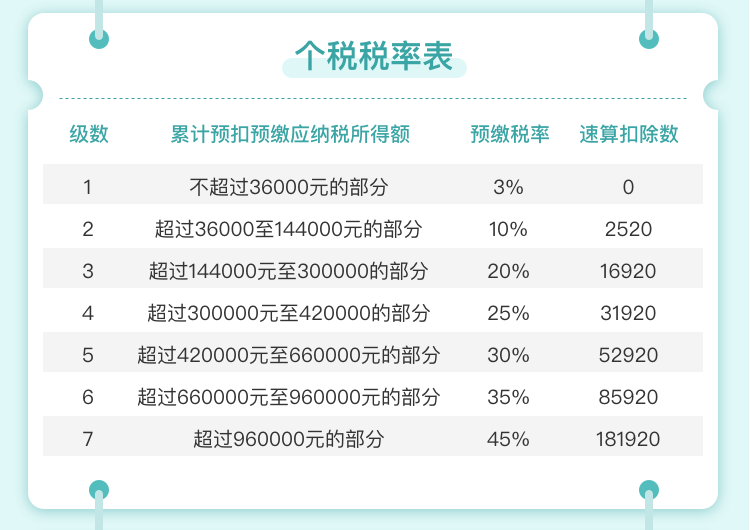 个税税率表
级数 累计预扣预缴应纳税所得额 预缴税率 速算扣除数
1 不超过36000元的部分 3% 0
2 超过36000至144000元的部分 10% 2520
3 超过144000元至300000的部分 20% 16920
4 超过300000元至420000的部分 25% 31920
5 超过420000元至660000元的部分 30% 52920
6 超过660000元至960000元的部分 35% 85920
7 超过960000元的部分 45% 181920